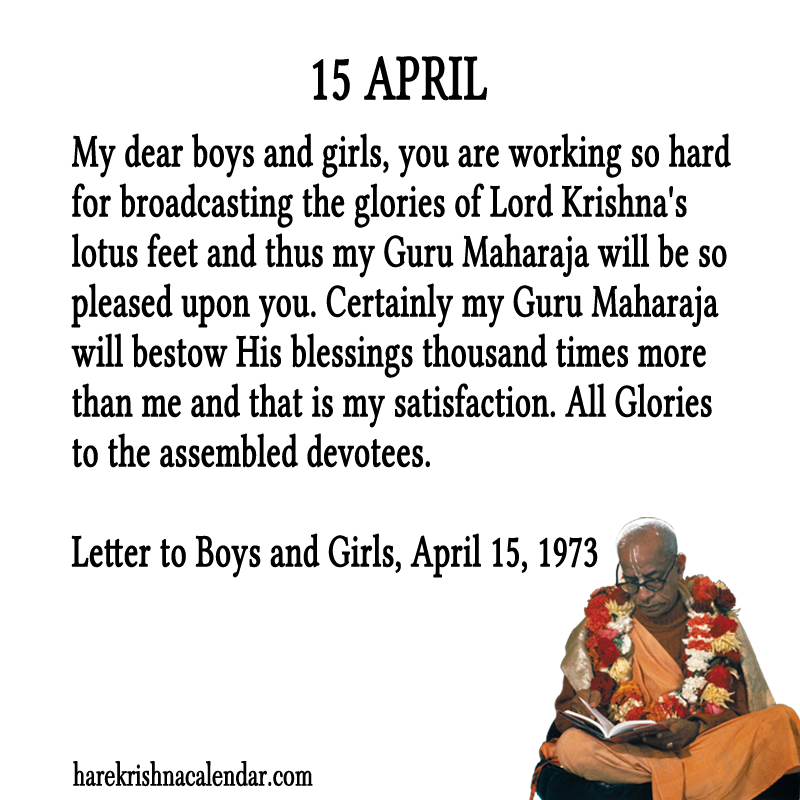 15 APRIL
My dear boys and girls, you are working so hard
for broadcasting the glories of Lord Krishna's
lotus feet and thus my Guru Maharaja will be so
pleased upon you. Certainly my Guru Maharaja
will bestow His blessings thousand times more
than me and that is my satisfaction. All Glories
to the assembled devotees.
Letter to Boys and Girls, April 15, 1973
harekrishnacalendar.com